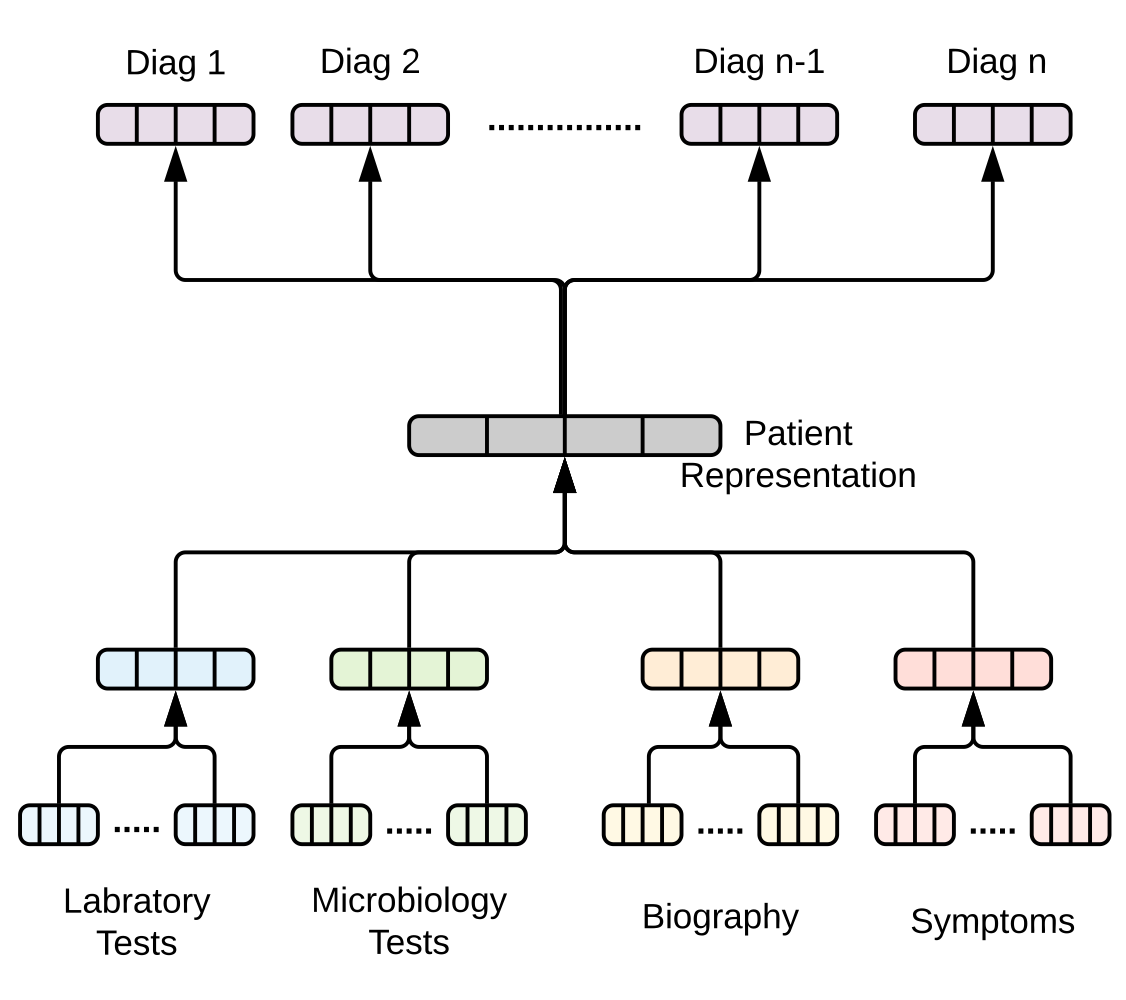 Diag 1
Diag 2
Diag n-1
Diag n
Patient
Representation
Labratory
Tests
Microbiology
Tests
Biography
Symptoms